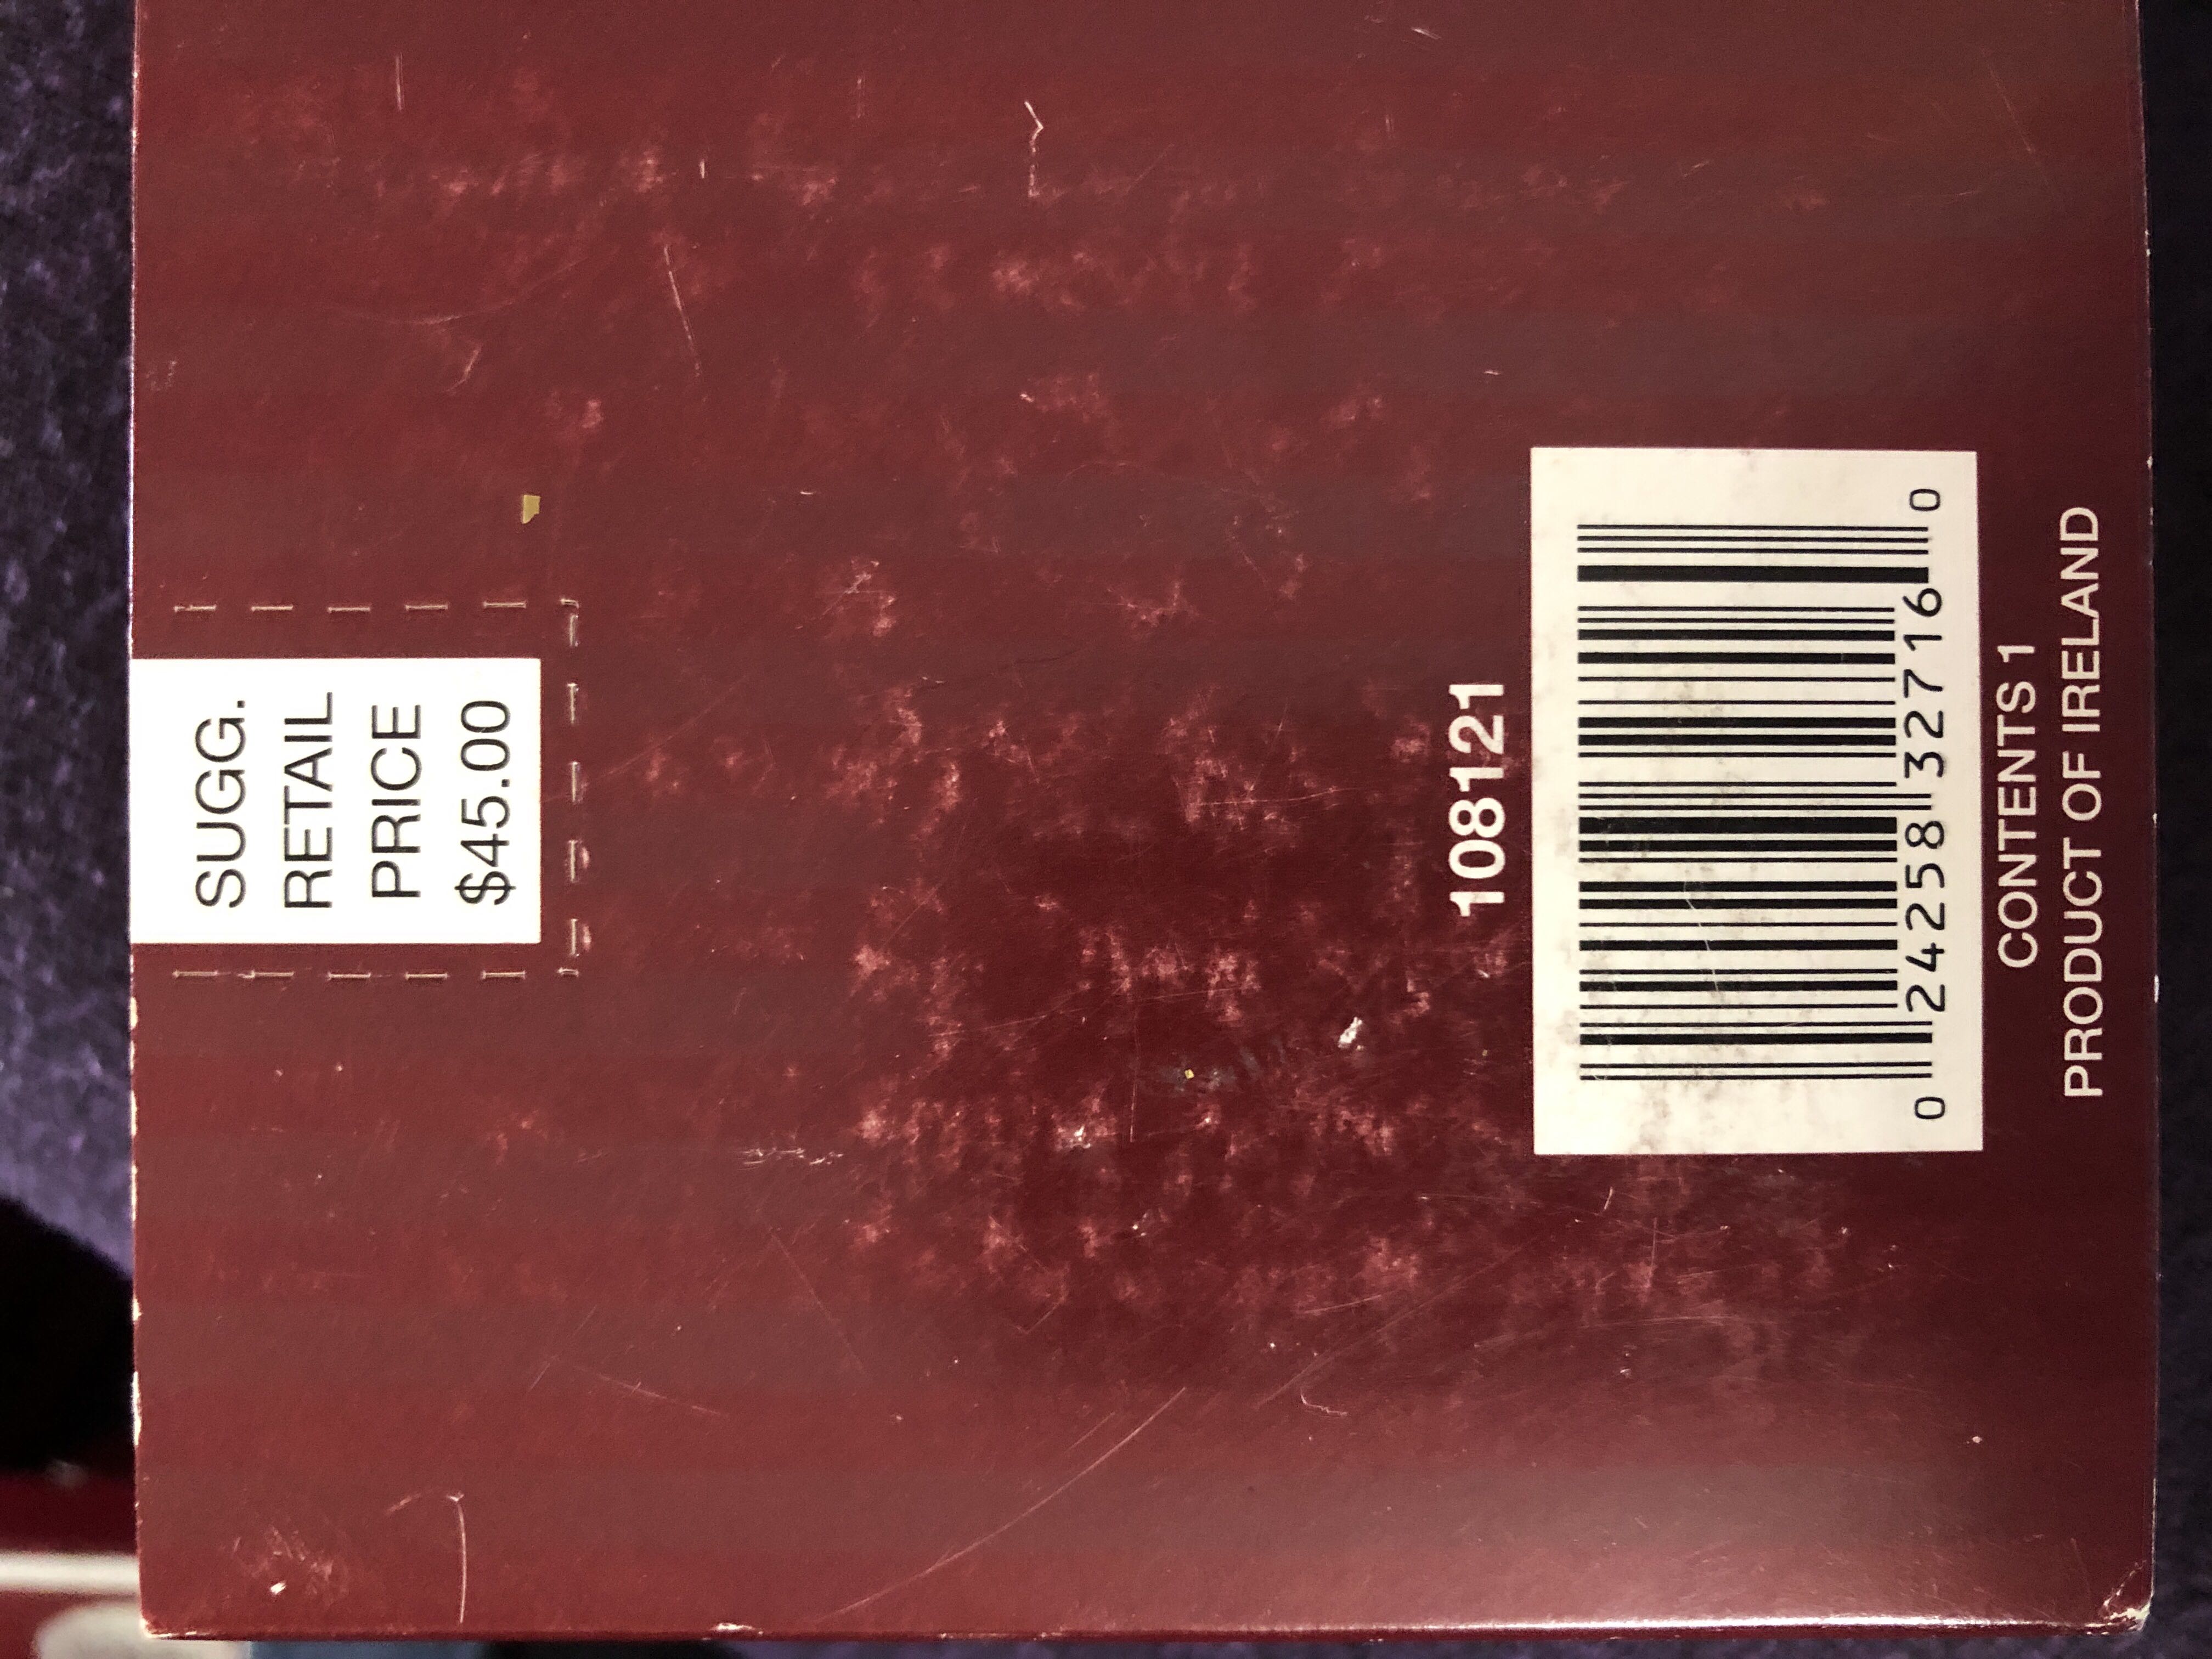 SUGG.
RETAIL
PRICE
$45.00
108121
0 24258 32716 0
CONTENTS 1
PRODUCT OF IRELAND